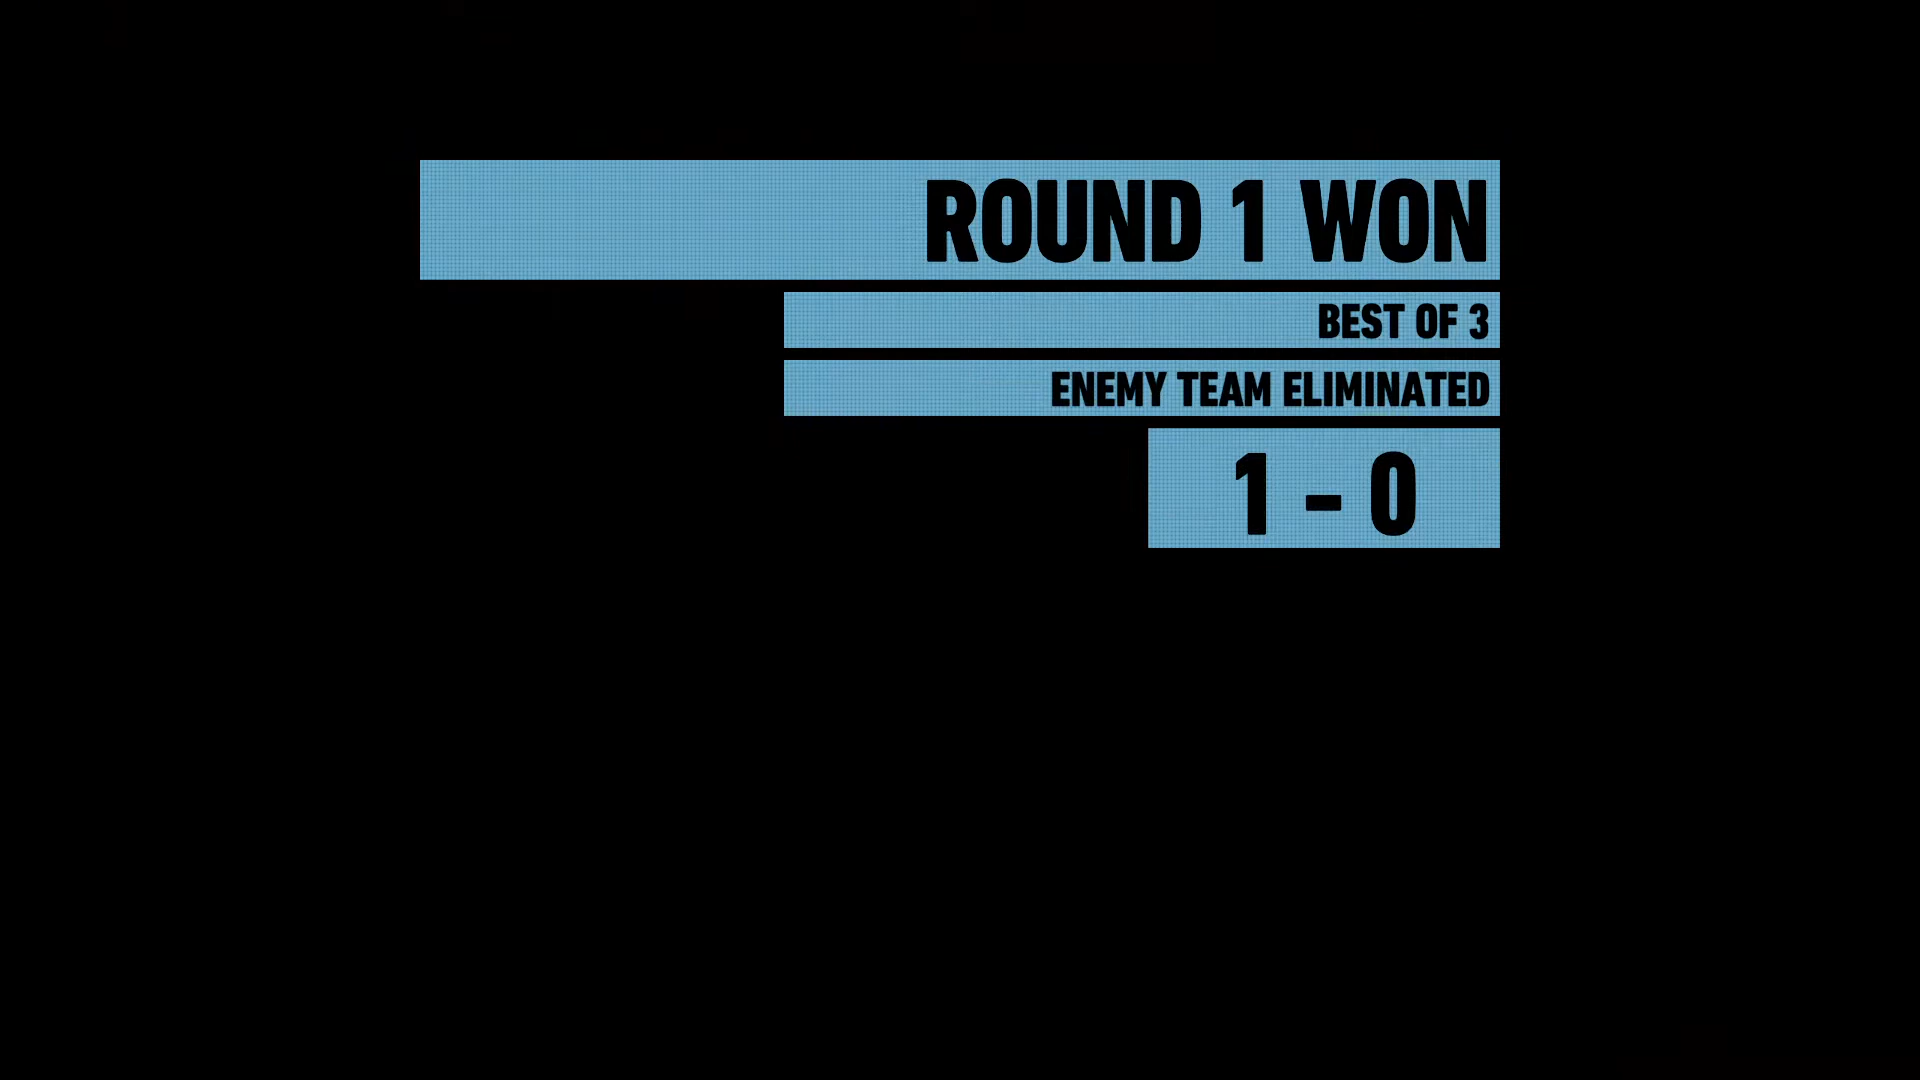 ROUND 1 WON
BEST OF 3
ENEMY TEAM ELIMINATED
1 - 0